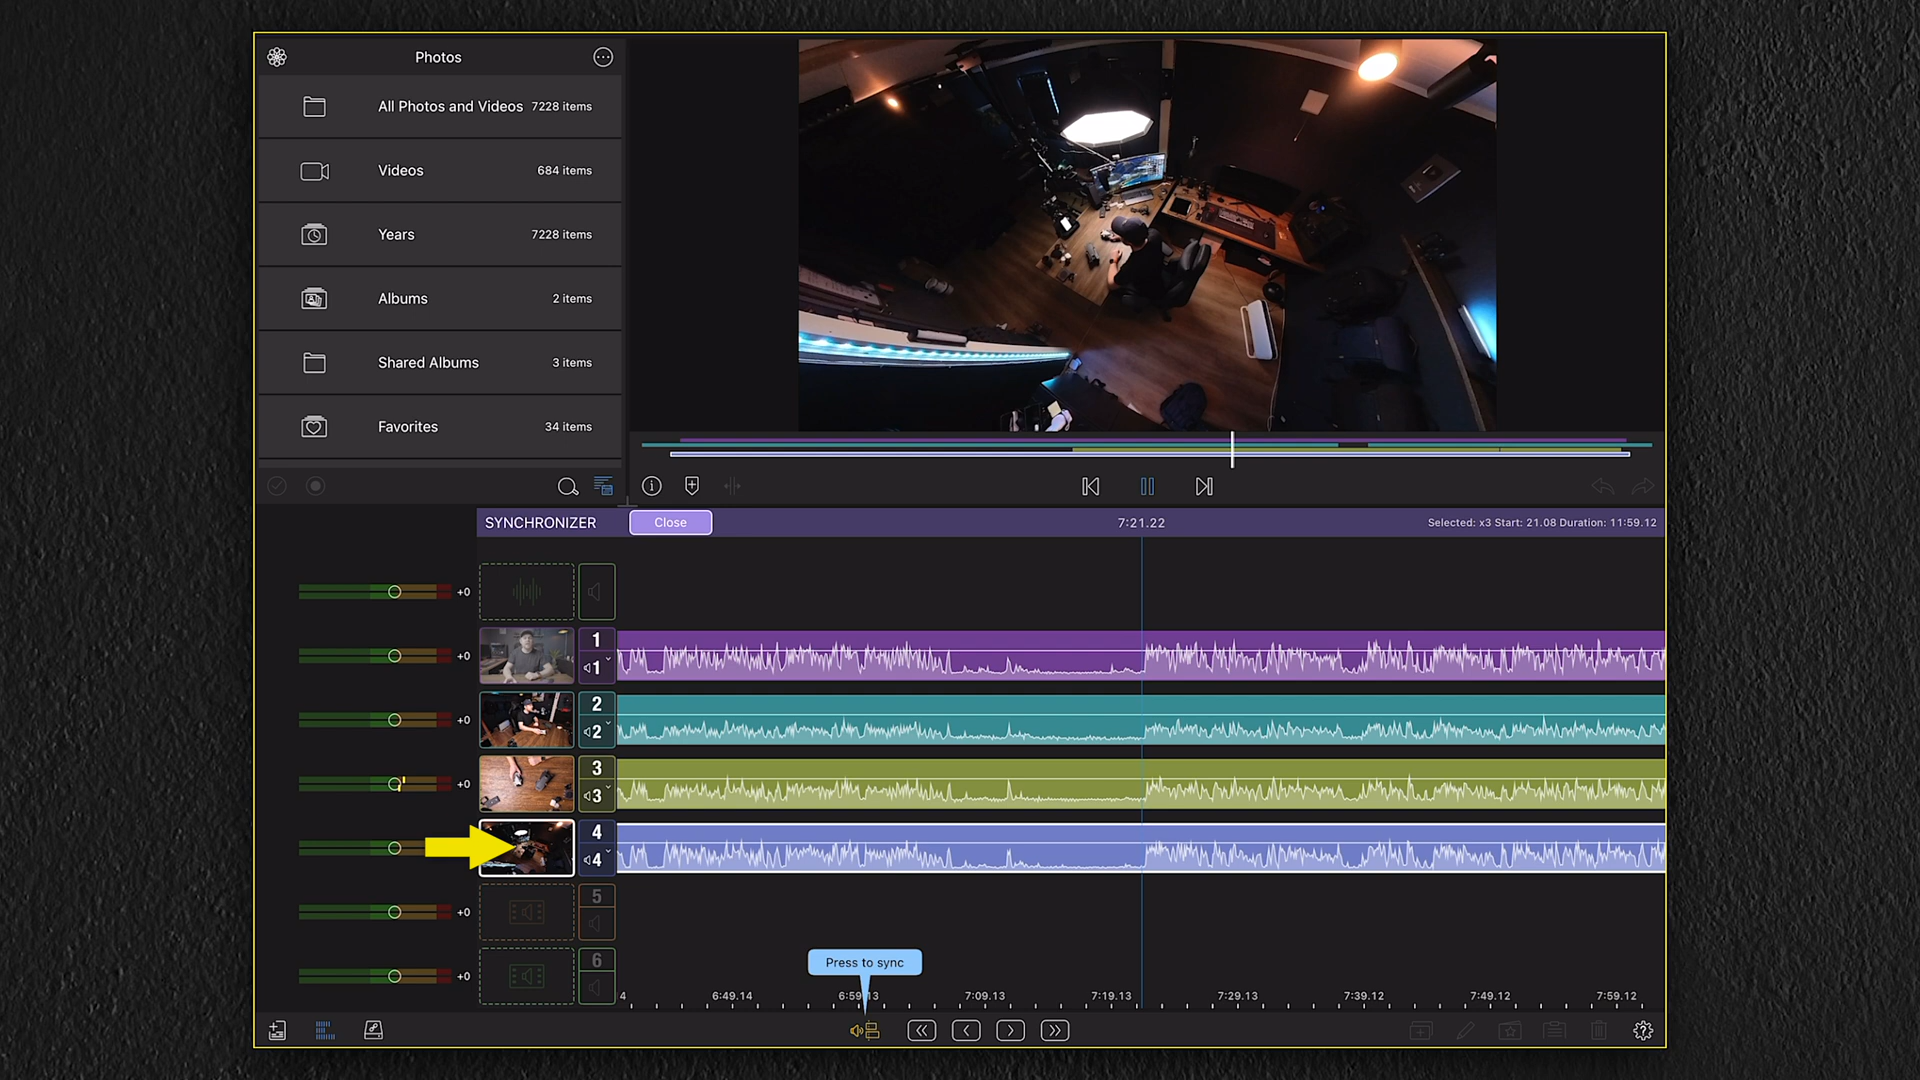 Photos
All Photos and Videos 7228 items
Videos 684 items
Years 7228 items
Albums 2 items
Shared Albums 3 items
Favorites 34 items
SYNCHRONIZER Close 7:21.22 Selected: x3 Start: 21.08 Duration: 11:59.12
+0
+0 1
1
+0 2
2
+0 3
3
4
4
+0 5
+0 6
Press to sync
4 6:49.14 6:59.13 7:09.13 7:19.13 7:29.13 7:39.12 7:49.12 7:59.12